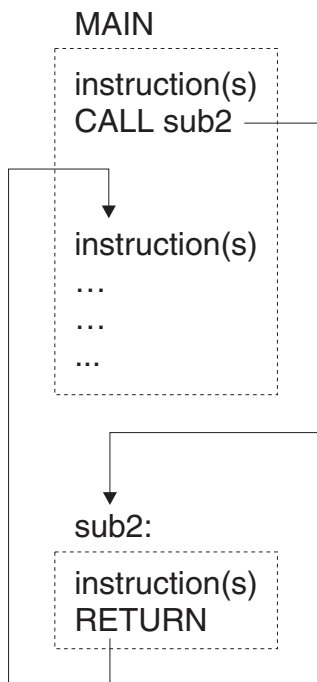 MAIN
instruction(s)
CALL sub2
instruction(s)
…
…
...
sub2:
instruction(s)
RETURN